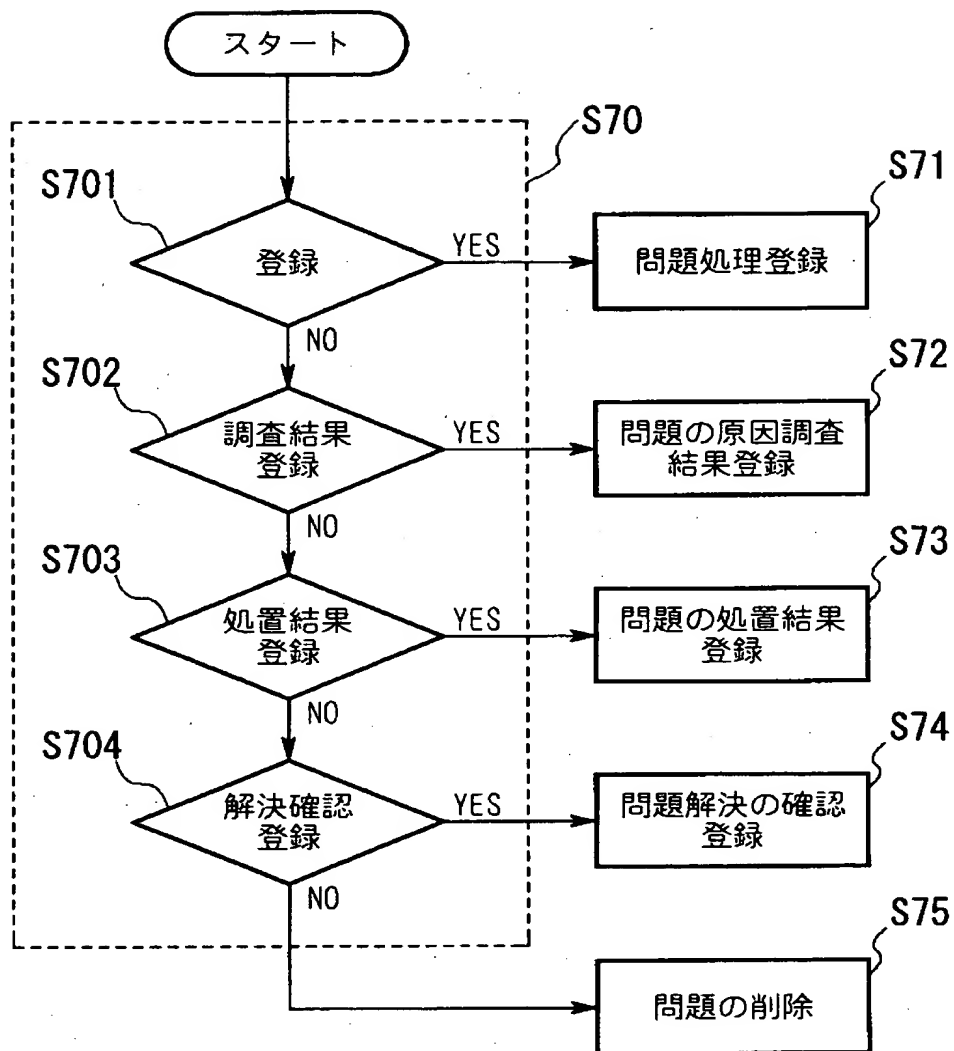 スタート
S70
S701
登録
YES
S71
問題処理登録
NO
S702
調査結果
登録
YES
S72
問題の原因調査
結果登録
NO
S703
処置結果
登録
YES
S73
問題の処置結果
登録
NO
S704
解決確認
登録
YES
S74
問題解決の確認
登録
NO
S75
問題の削除